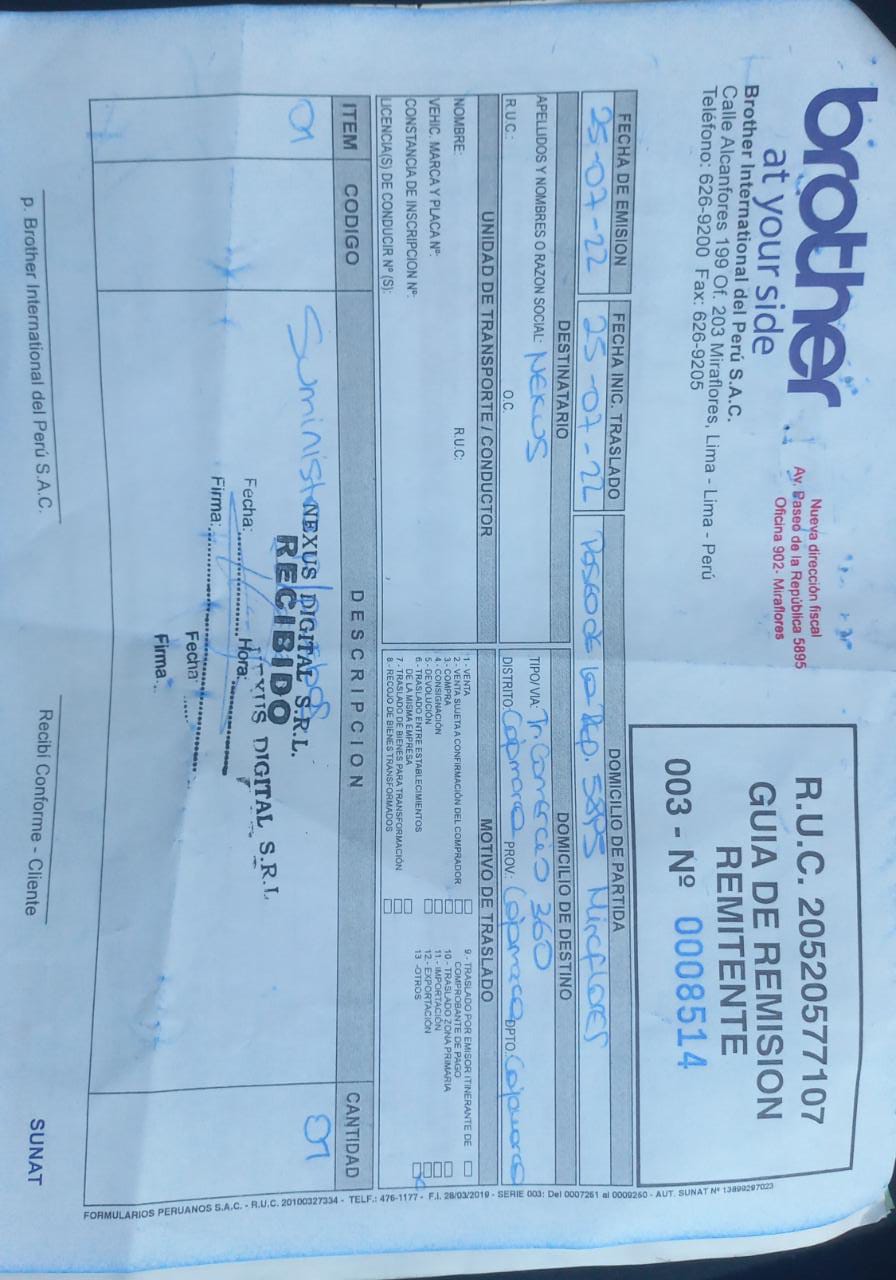 brother
at your side
Brother International del Perú S.A.C.
Calle Alcanfores 199 Of. 203 Miraflores, Lima - Lima - Perú
Teléfono: 626-9200 Fax: 626-9205
Nueva dirección fiscal
Av. Paseo de la República 5895
Oficina 902- Miraflores
R.U.C. 20520577107
GUIA DE REMISION
REMITENTE
003 - Nº 0008514
FECHA DE EMISION
25-07-22
FECHA INIC. TRASLADO
25-07-22
DOMICILIO DE PARTIDA
Paseo de la Rep. 5895 Miraflores
DESTINATARIO
APELLIDOS Y NOMBRES O RAZON SOCIAL: NEXUS
R.U.C.: O.C.
DOMICILIO DE DESTINO
TIPO/VIA: Jr Comercio 360
DISTRITO: Cajamarca PROV.: Cajamarca DPTO. Cajamarca
UNIDAD DE TRANSPORTE / CONDUCTOR
NOMBRE: R.U.C:
VEHIC. MARCA Y PLACA Nº:
CONSTANCIA DE INSCRIPCION Nº:
LICENCIA(S) DE CONDUCIR Nº (S):
MOTIVO DE TRASLADO
1 - VENTA
2 - VENTA SUJETA A CONFIRMACIÓN DEL COMPRADOR
3 - COMPRA
4 - CONSIGNACIÓN
5 - DEVOLUCIÓN
6 - TRASLADO ENTRE ESTABLECIMIENTOS
DE LA MISMA EMPRESA
7 - TRASLADO DE BIENES PARA TRANSFORMACIÓN
8 - RECOJO DE BIENES TRANSFORMADOS
9 - TRASLADO POR EMISOR ITINERANTE DE
COMPROBANTE DE PAGO
10 - TRASLADO ZONA PRIMARIA
11 - IMPORTACIÓN
12 - EXPORTACIÓN
13 -OTROS
ITEM CODIGO DESCRIPCION CANTIDAD
01 01
NEXUS DIGITAL S.R.L.
RECIBIDO
Fecha: Hora:
Firma:
NEXUS DIGITAL S.R.L
Fecha:
Firma:
p. Brother International del Perú S.A.C.
Recibí Conforme - Cliente
SUNAT
FORMULARIOS PERUANOS S.A.C. - R.U.C. 20100327334 - TELF.: 476-1177 - F.I. 28/03/2019 - SERIE 003: Del 0007251 al 0009250 - AUT. SUNAT Nº 13899297023